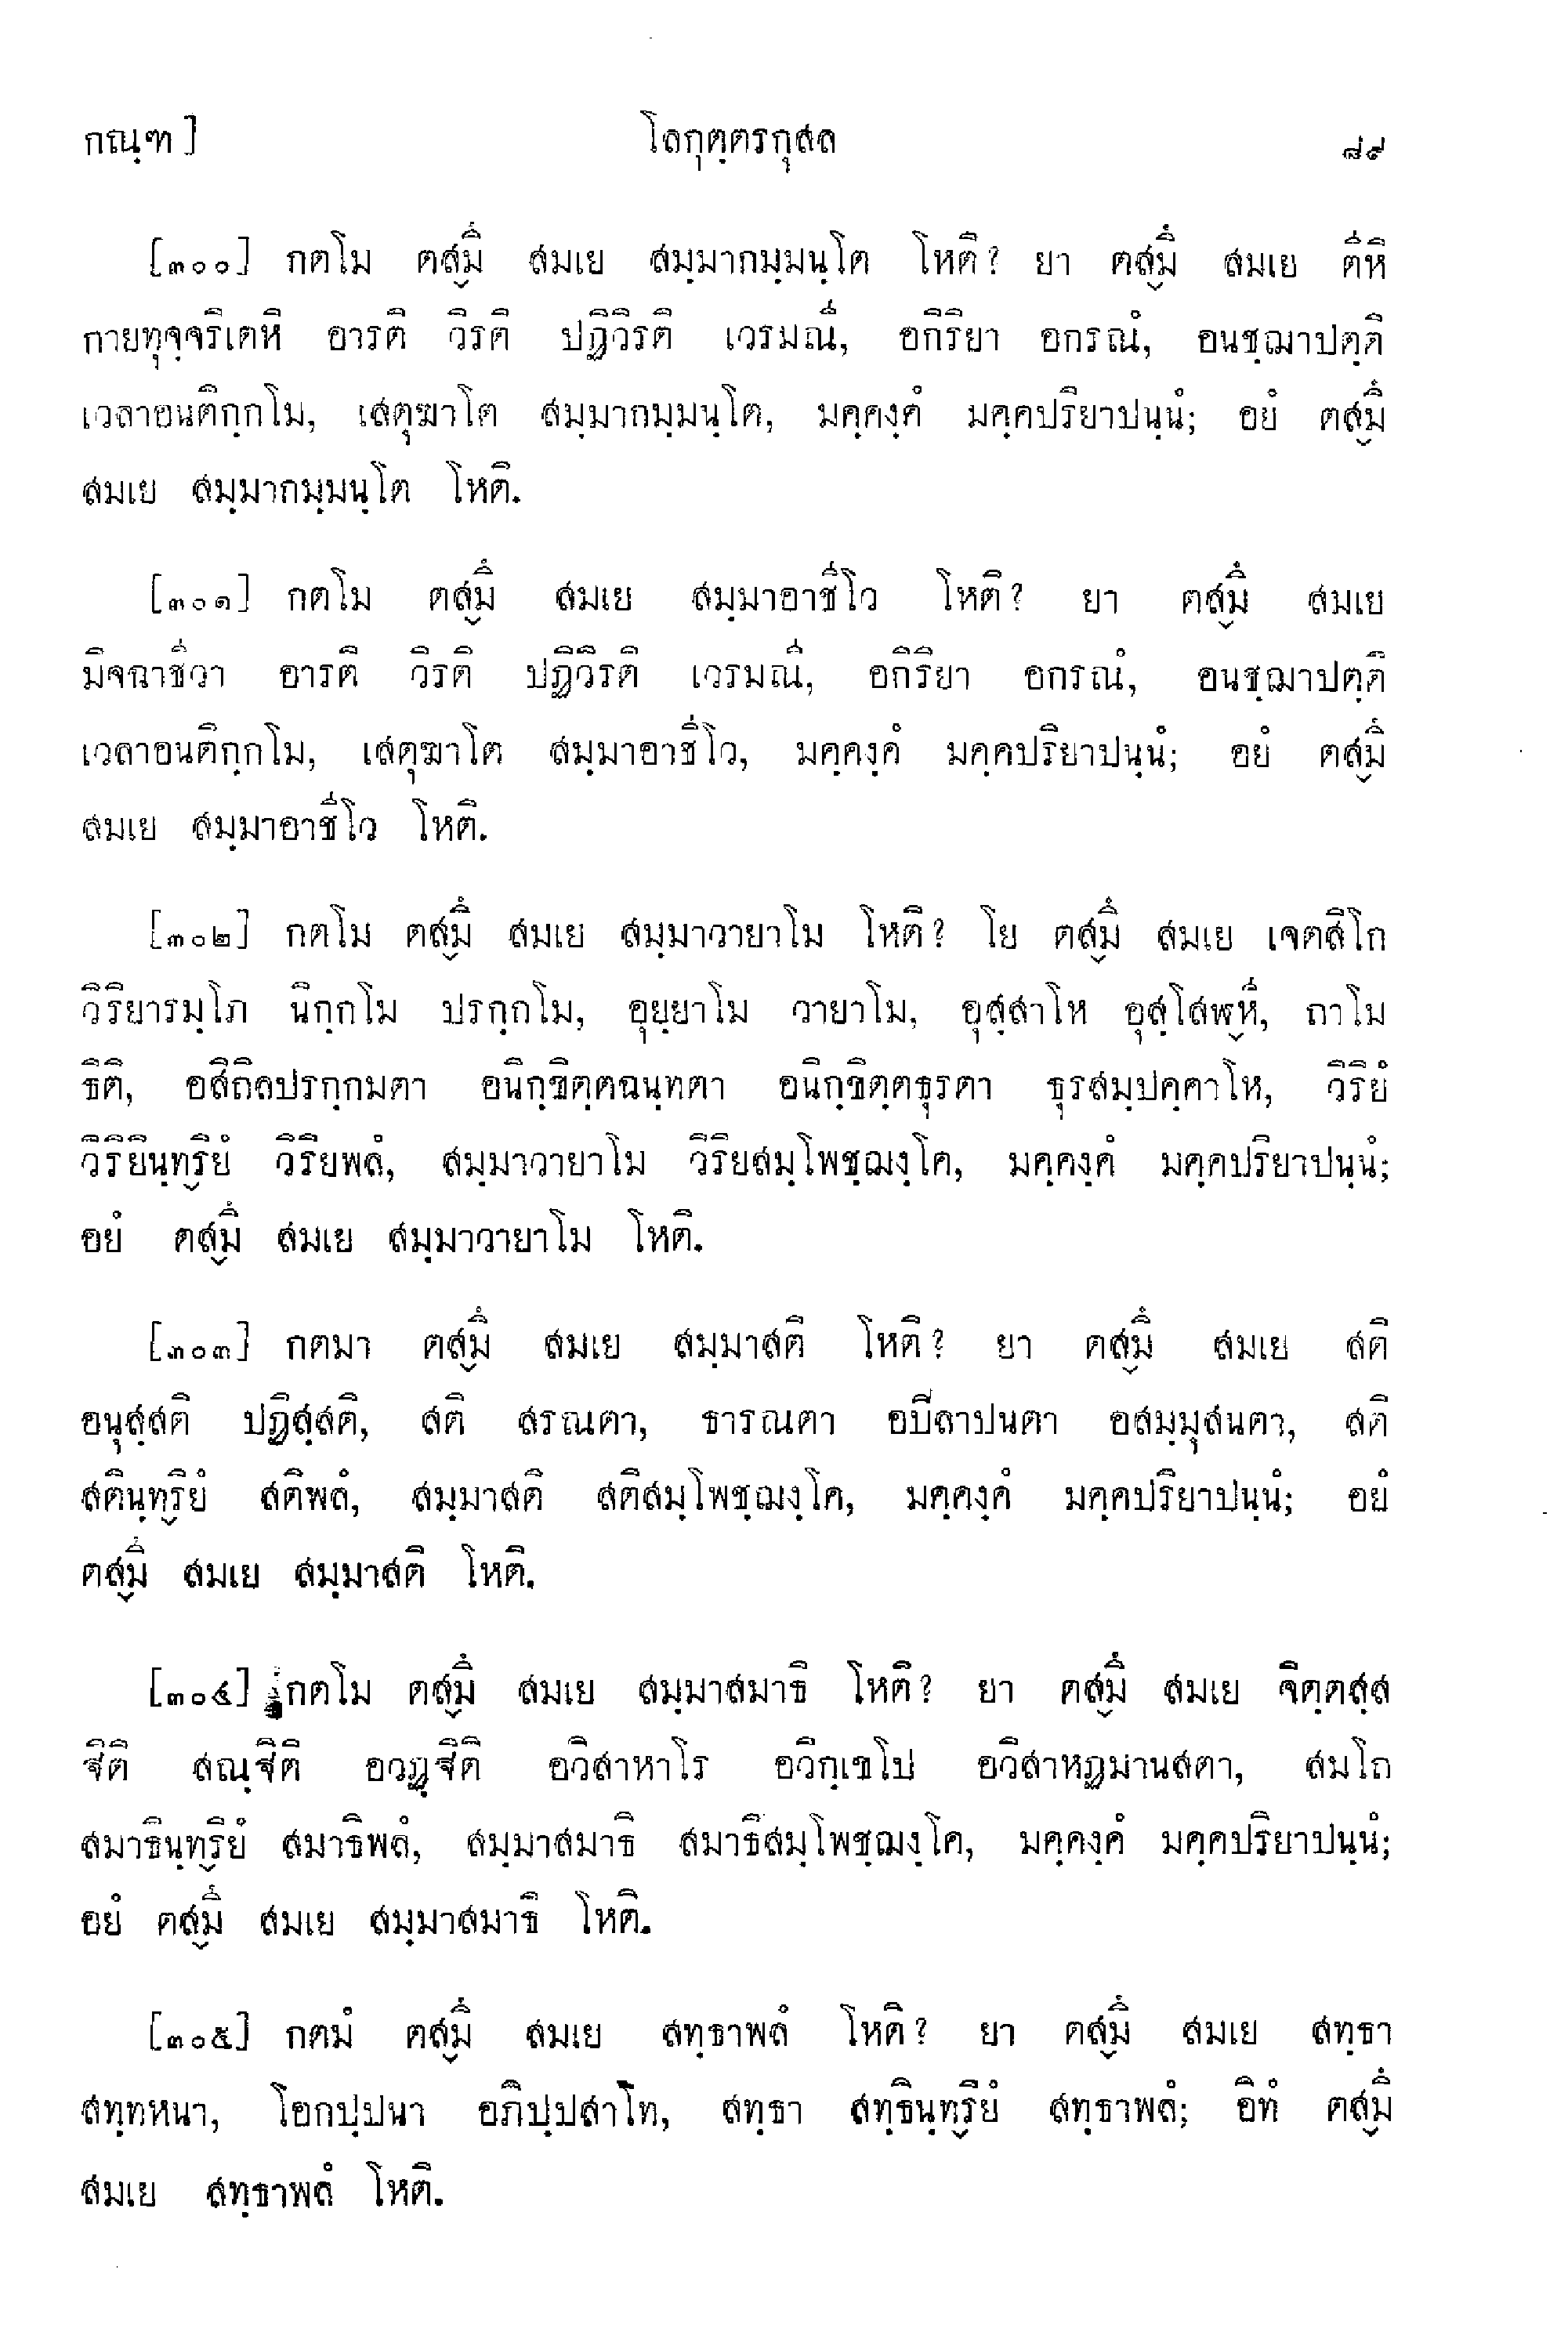 กณฺฑ]	โลกุตฺตรกุสล	๘๙
[๓๐๐] กตโม ตสฺมึ สมเย สมฺมากมฺมนฺโต โหติ? ยา ตสฺมึ สมเย ตีหิ
กายทุจฺจริเตหิ อารติ วิรติ ปฏิวิรติ เวรมณี, อกิริยา อกรณํ, อนชฺฌาปตฺติ
เวลาอนติกฺกโม, เสตุฆาโต สมฺมากมฺมนฺโต, มคฺคงฺคํ มคฺคปริยาปนฺนํ; อยํ ตสฺมึ
สมเย สมฺมากมฺมนฺโต โหติ.
[๓๐๑] กตโม ตสฺมึ สมเย สมฺมาอาชีโว โหติ? ยา ตสฺมึ สมเย
มิจฉาชีวา อารติ วิรติ ปฏิวิรติ เวรมณี, อกิริยา อกรณํ, อนชฺฌาปตฺติ
เวลาอนติกฺกโม, เสตุฆาโต สมฺมาอาชีโว, มคฺคงฺคํ มคฺคปริยาปนฺนํ; อยํ ตสฺมึ
สมเย สมฺมาอาชีโว โหติ.
[๓๐๒] กตโม ตสฺมึ สมเย สมฺมาวายาโม โหติ? โย ตสฺมึ สมเย เจตสิโก
วิริยารมฺโภ นิกฺกโม ปรกฺกโม, อุยฺยาโม วายาโม, อุสฺสาโห อุสฺโสฬฺหี, ถาโม
ธิติ, อสิถิลปรกฺกมตา อนิกฺขิตฺตฉนฺทตา อนิกฺขิตฺตธุรตา ธุรสมฺปคฺคาโห, วิริยํ
วิริยินฺทฺริยํ วิริยพลํ, สมฺมาวายาโม วิริยสมฺโพชฺฌงฺโค, มคฺคงฺคํ มคฺคปริยาปนฺนํ;
อยํ ตสฺมึ สมเย สมฺมาวายาโม โหติ.
[๓๐๓] กตมา ตสฺมึ สมเย สมฺมาสติ โหติ? ยา ตสฺมึ สมเย สติ
อนุสฺสติ ปฏิสฺสติ, สติ สรณตา, ธารณตา อปิลาปนตา อสมฺมุสนตา, สติ
สตินฺทฺริยํ สติพลํ, สมฺมาสติ สติสมฺโพชฺฌงฺโค, มคฺคงฺคํ มคฺคปริยาปนฺนํ; อยํ
ตสฺมึ สมเย สมฺมาสติ โหติ.
[๓๐๔] กตโม ตสฺมึ สมเย สมฺมาสมาธิ โหติ? ยา ตสฺมึ สมเย จิตฺตสฺส
ฐิติ สณฺฐิติ อวฏฺฐิติ อวิสาหาโร อวิกฺเขโป อวิสาหฏมานสตา, สมโถ
สมาธินฺทฺริยํ สมาธิพลํ, สมฺมาสมาธิ สมาธิสมฺโพชฺฌงฺโค, มคฺคงฺคํ มคฺคปริยาปนฺนํ;
อยํ ตสฺมึ สมเย สมฺมาสมาธิ โหติ.
[๓๐๕] กตมํ ตสฺมึ สมเย สทฺธาพลํ โหติ? ยา ตสฺมึ สมเย สทฺธา
สทฺทหนา, โอกปฺปนา อภิปฺปสาโท, สทฺธา สทฺธินฺทฺริยํ สทฺธาพลํ; อิทํ ตสฺมึ
สมเย สทฺธาพลํ โหติ.